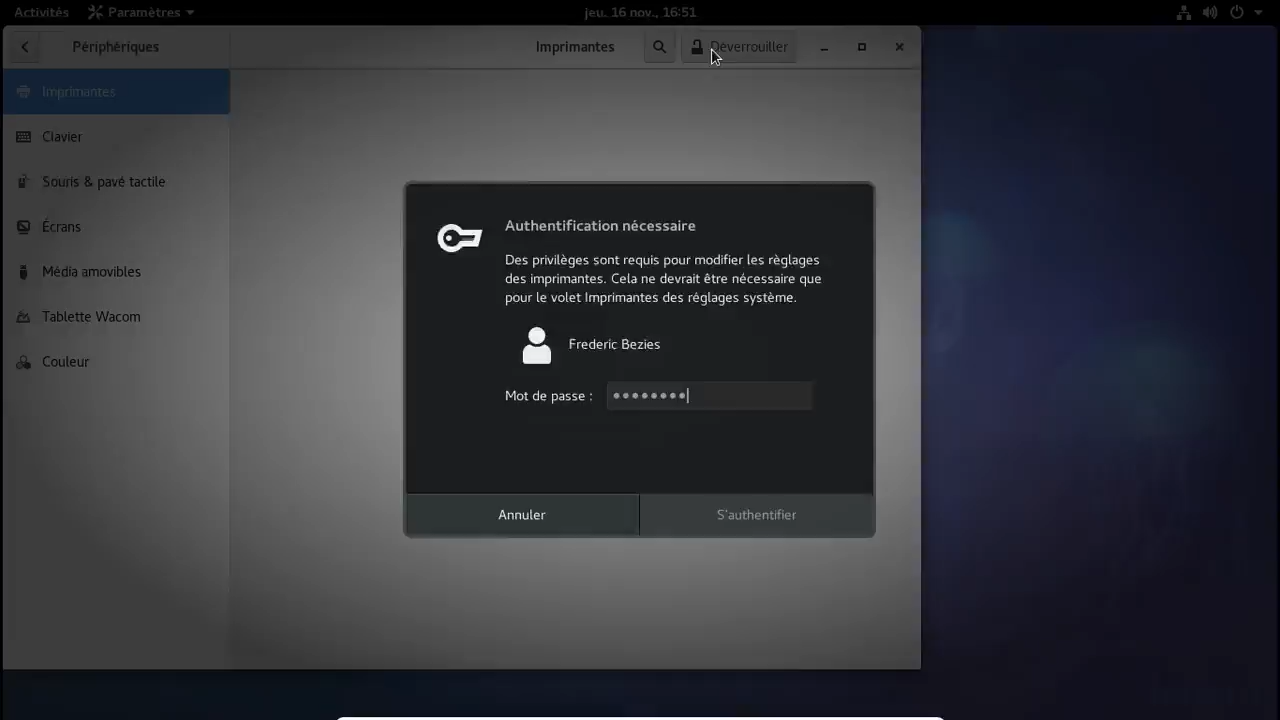 Activités Paramètres jeu. 16 nov., 16:51
Périphériques Imprimantes Déverrouiller
Imprimantes
Clavier
Souris & pavé tactile
Écrans
Média amovibles
Tablette Wacom
Couleur
Authentification nécessaire
Des privilèges sont requis pour modifier les règlages
des imprimantes. Cela ne devrait être nécessaire que
pour le volet Imprimantes des réglages système.
Frederic Bezies
Mot de passe : ••••••••
Annuler S'authentifier